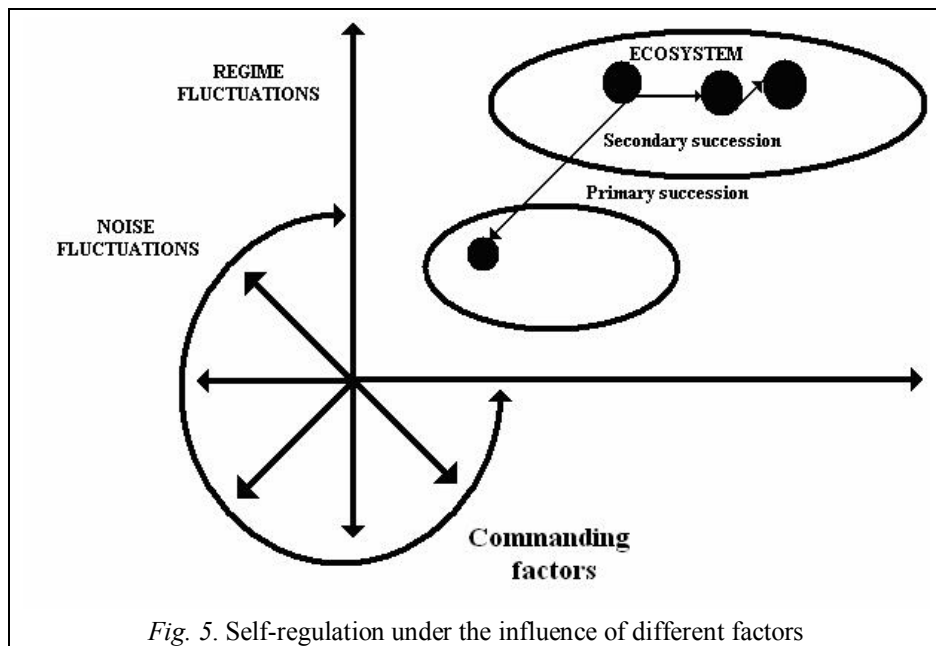 REGIME
FLUCTUATIONS
ECOSYSTEM
Secondary succession
Primary succession
NOISE
FLUCTUATIONS
Commanding
factors
Fig. 5. Self-regulation under the influence of different factors